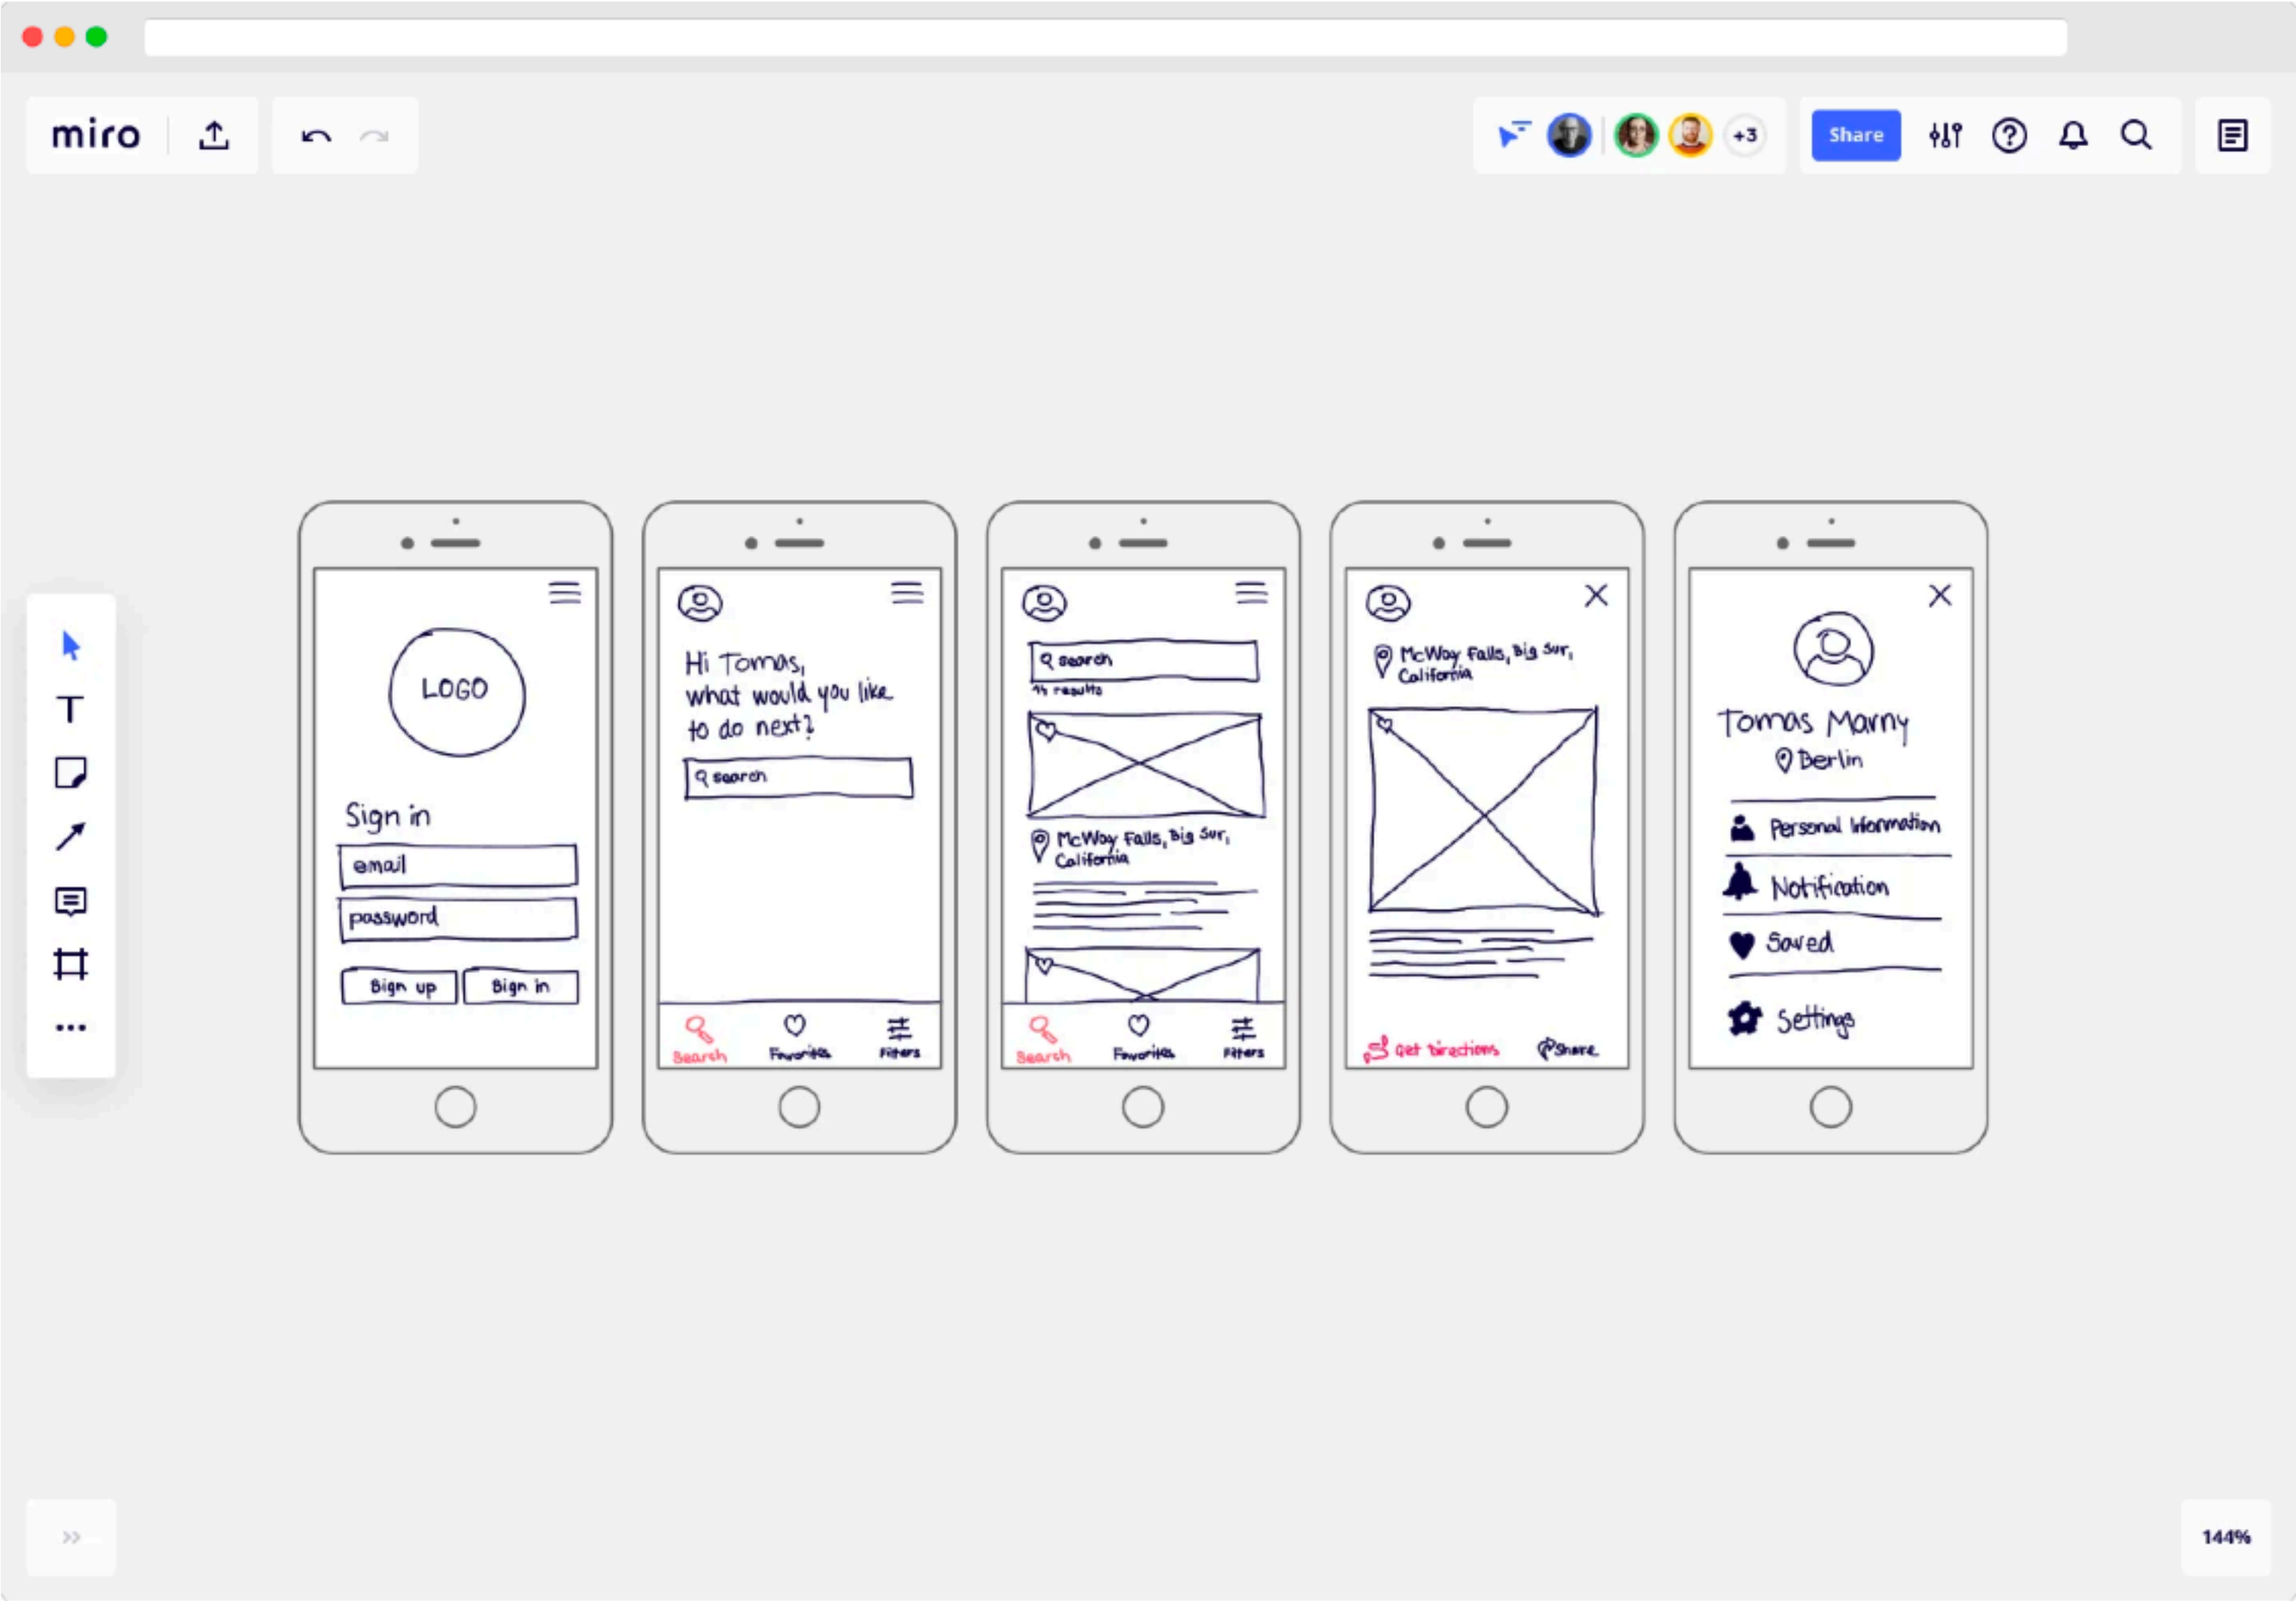 miro
+3
Share
LOGO
Sign in
email
password
Sign up
Sign in
Hi Tomas,
what would you like
to do next?
search
Search
Favorites
Filters
search
14 results
McWay Falls, Big Sur,
California
Search
Favorites
Filters
McWay Falls, Big Sur,
California
Get Directions
Share
Tomas Marny
Berlin
Personal Information
Notification
Saved
Settings
144%